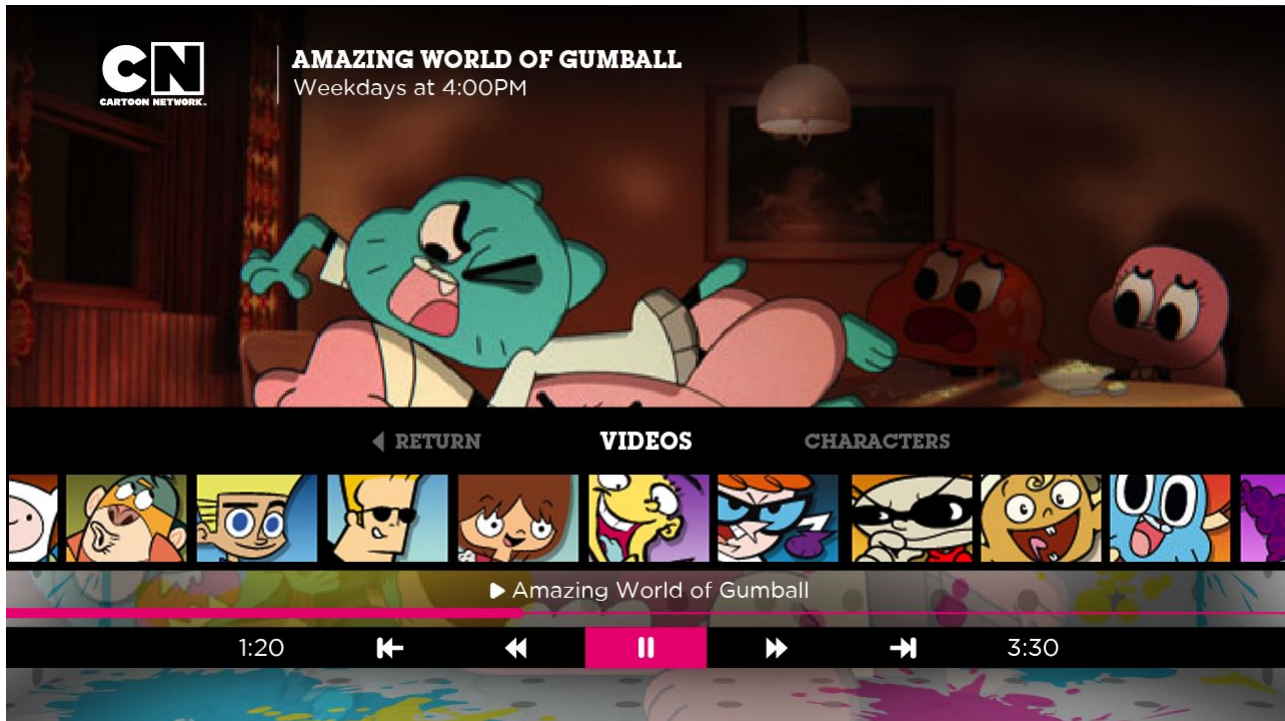 CN
CARTOON NETWORK.
AMAZING WORLD OF GUMBALL
Weekdays at 4:00PM
RETURN VIDEOS CHARACTERS
Amazing World of Gumball
1:20 3:30